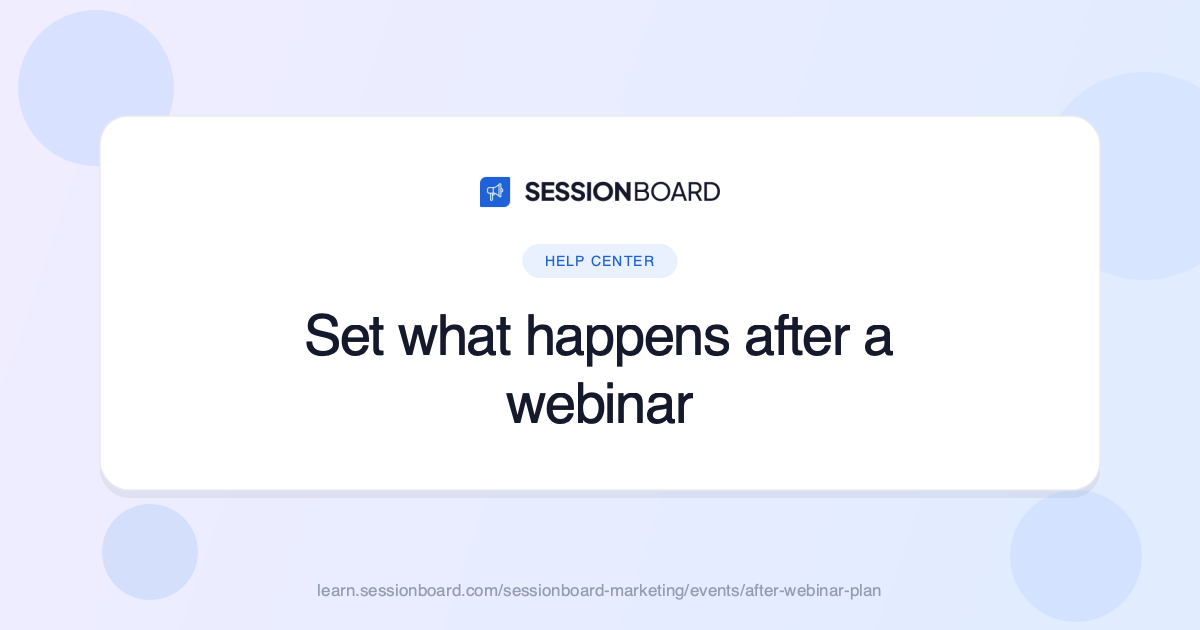 SESSIONBOARD
HELP CENTER
Set what happens after a
webinar
learn.sessionboard.com/sessionboard-marketing/events/after-webinar-plan